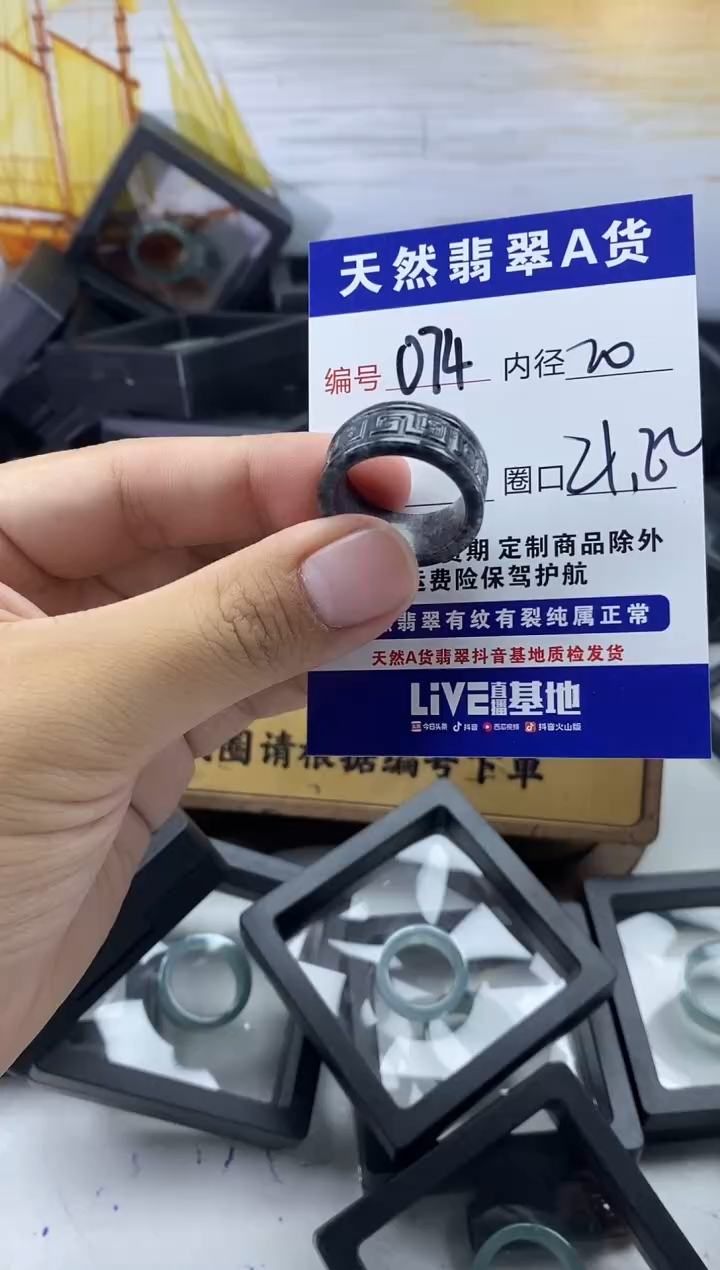 天然翡翠A货
编号 074 内径 20
圈口 21,22
期 定制商品除外
运费险保驾护航
翡翠有纹有裂纯属正常
天然A货翡翠抖音基地质检发货
LiVE直播基地
今日头条 抖音 西瓜视频 抖音火山版
圈请根据编号下单